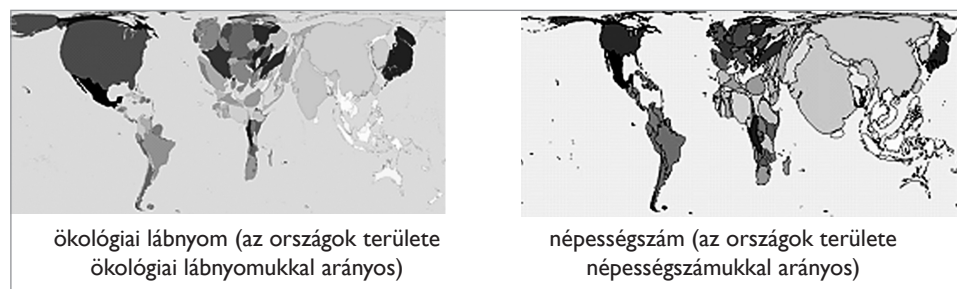 ökológiai lábnyom (az országok területe
ökológiai lábnyomukkal arányos)
népességszám (az országok területe
népességszámukkal arányos)